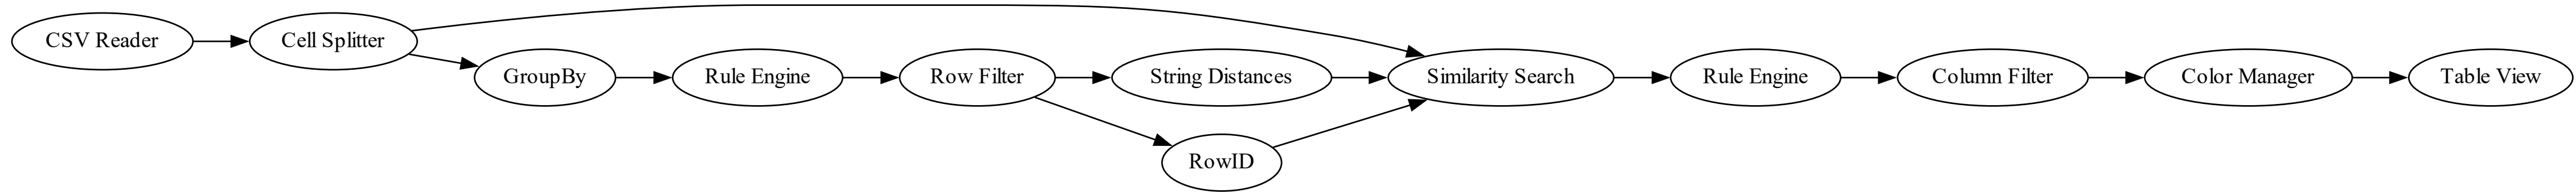 CSV Reader
Cell Splitter
GroupBy
Rule Engine
Row Filter
String Distances
RowID
Similarity Search
Rule Engine
Column Filter
Color Manager
Table View